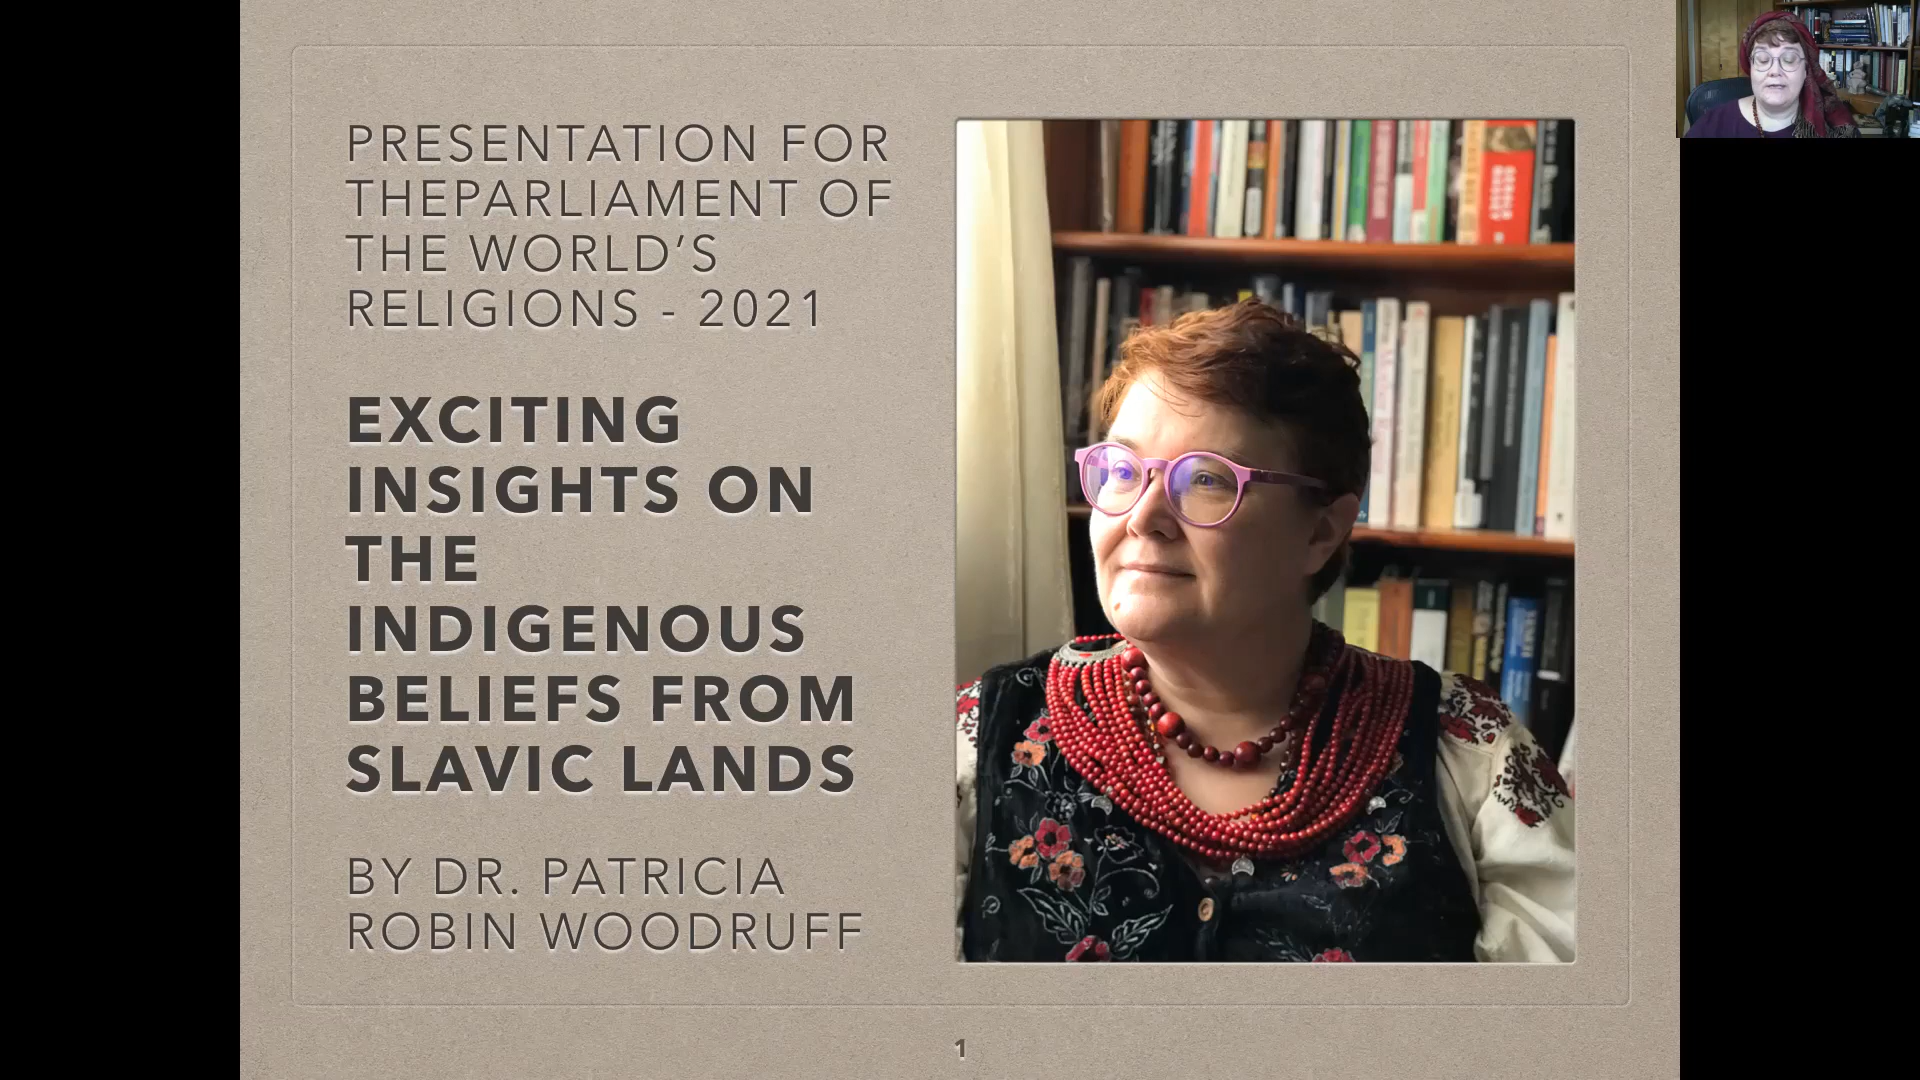 PRESENTATION FOR
THEPARLIAMENT OF
THE WORLD’S
RELIGIONS - 2021
EXCITING
INSIGHTS ON
THE
INDIGENOUS
BELIEFS FROM
SLAVIC LANDS
BY DR. PATRICIA
ROBIN WOODRUFF
1